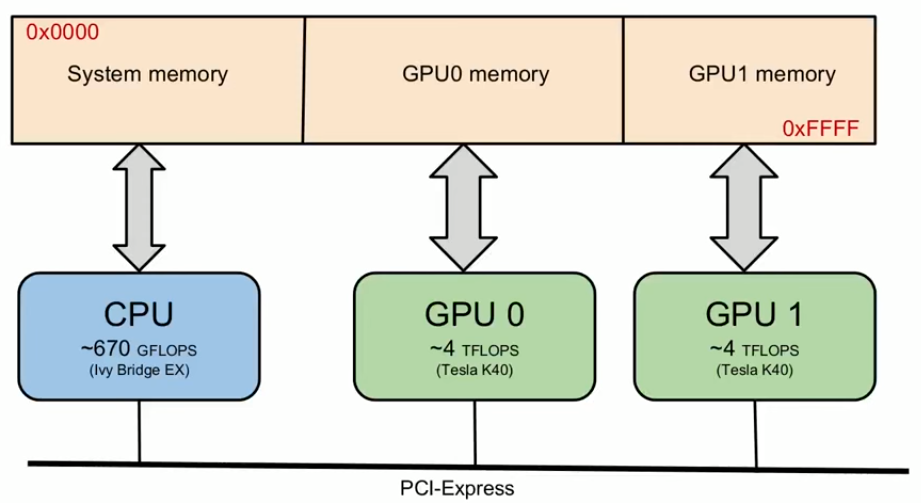 0x0000
System memory
GPU0 memory
GPU1 memory
0xFFFF
CPU
~670 GFLOPS
(Ivy Bridge EX)
GPU 0
~4 TFLOPS
(Tesla K40)
GPU 1
~4 TFLOPS
(Tesla K40)
PCI-Express